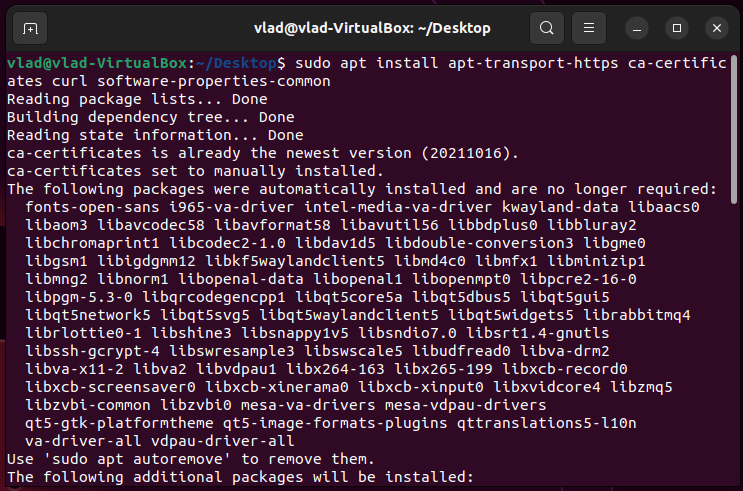 vlad@vlad-VirtualBox: ~/Desktop
vlad@vlad-VirtualBox:~/Desktop$ sudo apt install apt-transport-https ca-certific
ates curl software-properties-common
Reading package lists... Done
Building dependency tree... Done
Reading state information... Done
ca-certificates is already the newest version (20211016).
ca-certificates set to manually installed.
The following packages were automatically installed and are no longer required:
  fonts-open-sans i965-va-driver intel-media-va-driver kwayland-data libaacs0
  libaom3 libavcodec58 libavformat58 libavutil56 libbdplus0 libbluray2
  libchromaprint1 libcodec2-1.0 libdav1d5 libdouble-conversion3 libgme0
  libgsm1 libigdgmm12 libkf5waylandclient5 libmd4c0 libmfx1 libminizip1
  libmng2 libnorm1 libopenal-data libopenal1 libopenmpt0 libpcre2-16-0
  libpgm-5.3-0 libqrcodegencpp1 libqt5core5a libqt5dbus5 libqt5gui5
  libqt5network5 libqt5svg5 libqt5waylandclient5 libqt5widgets5 librabbitmq4
  librlottie0-1 libshine3 libsnappy1v5 libsndio7.0 libsrt1.4-gnutls
  libssh-gcrypt-4 libswresample3 libswscale5 libudfread0 libva-drm2
  libva-x11-2 libva2 libvdpau1 libx264-163 libx265-199 libxcb-record0
  libxcb-screensaver0 libxcb-xinerama0 libxcb-xinput0 libxvidcore4 libzmq5
  libzvbi-common libzvbi0 mesa-va-drivers mesa-vdpau-drivers
  qt5-gtk-platformtheme qt5-image-formats-plugins qttranslations5-l10n
  va-driver-all vdpau-driver-all
Use 'sudo apt autoremove' to remove them.
The following additional packages will be installed: